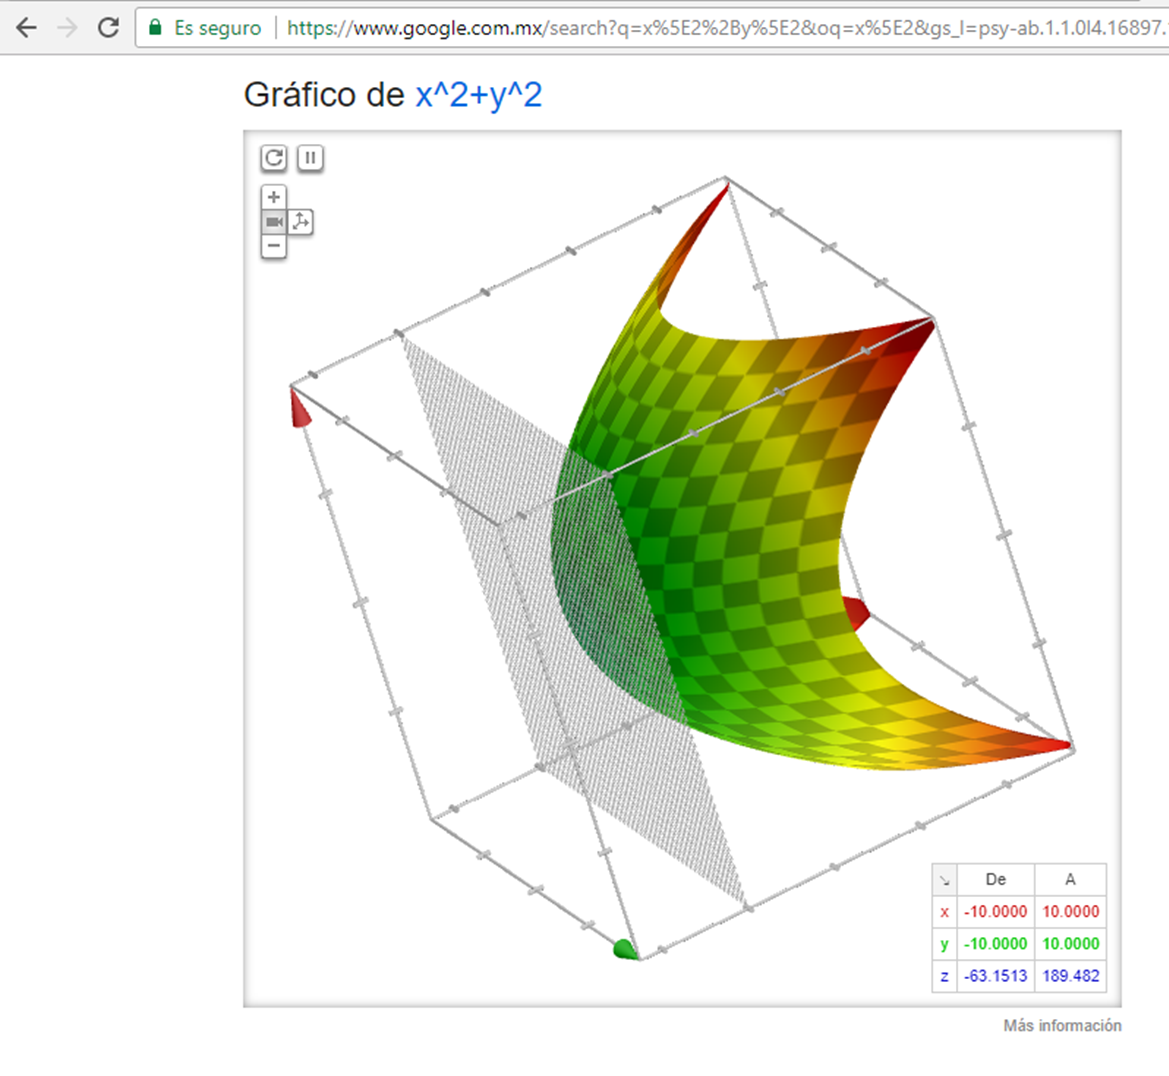 Es seguro https://www.google.com.mx/search?q=x%5E2%2By%5E2&oq=x%5E2&gs_l=psy-ab.1.1.0l4.16897.
Gráfico de x^2+y^2
De A
x -10.0000 10.0000
y -10.0000 10.0000
z -63.1513 189.482
Más información